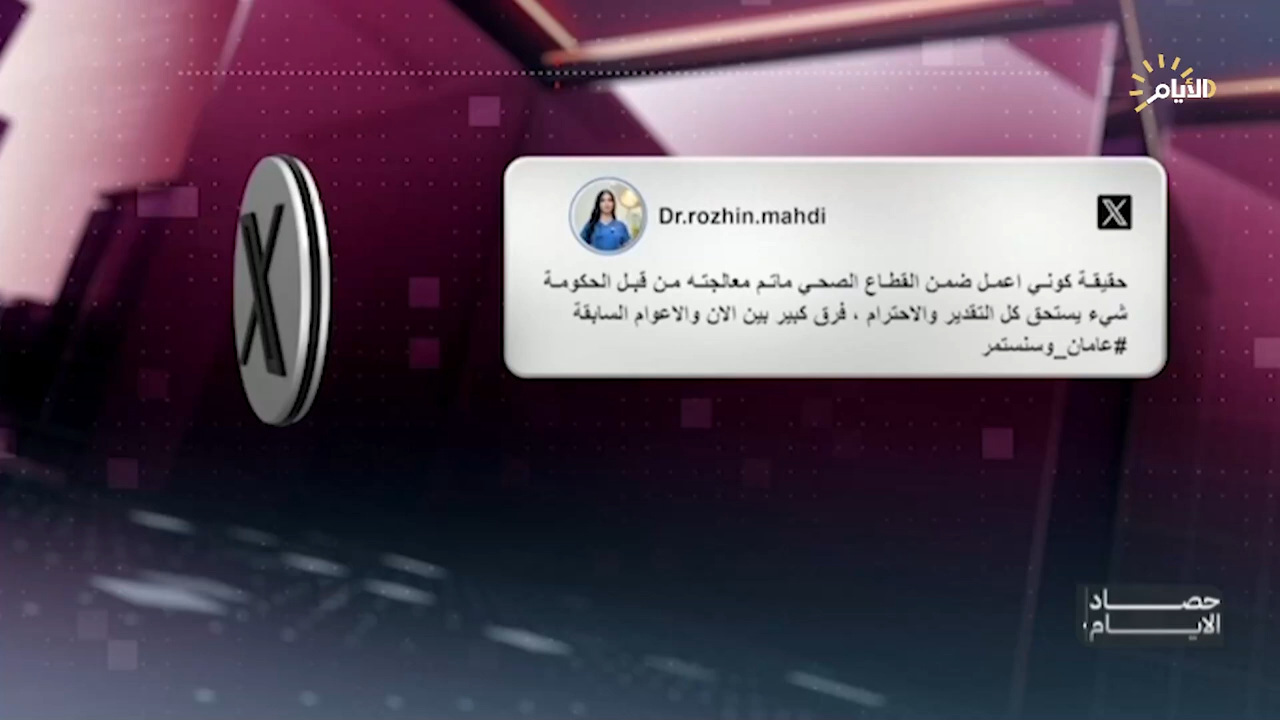 الأيام
Dr.rozhin.mahdi
حقيقة كوني اعمل ضمن القطاع الصحي ماتم معالجته من قبل الحكومة
شيء يستحق كل التقدير والاحترام ، فرق كبير بين الان والاعوام السابقة
#عامان_وسنستمر
حصاد
الايام